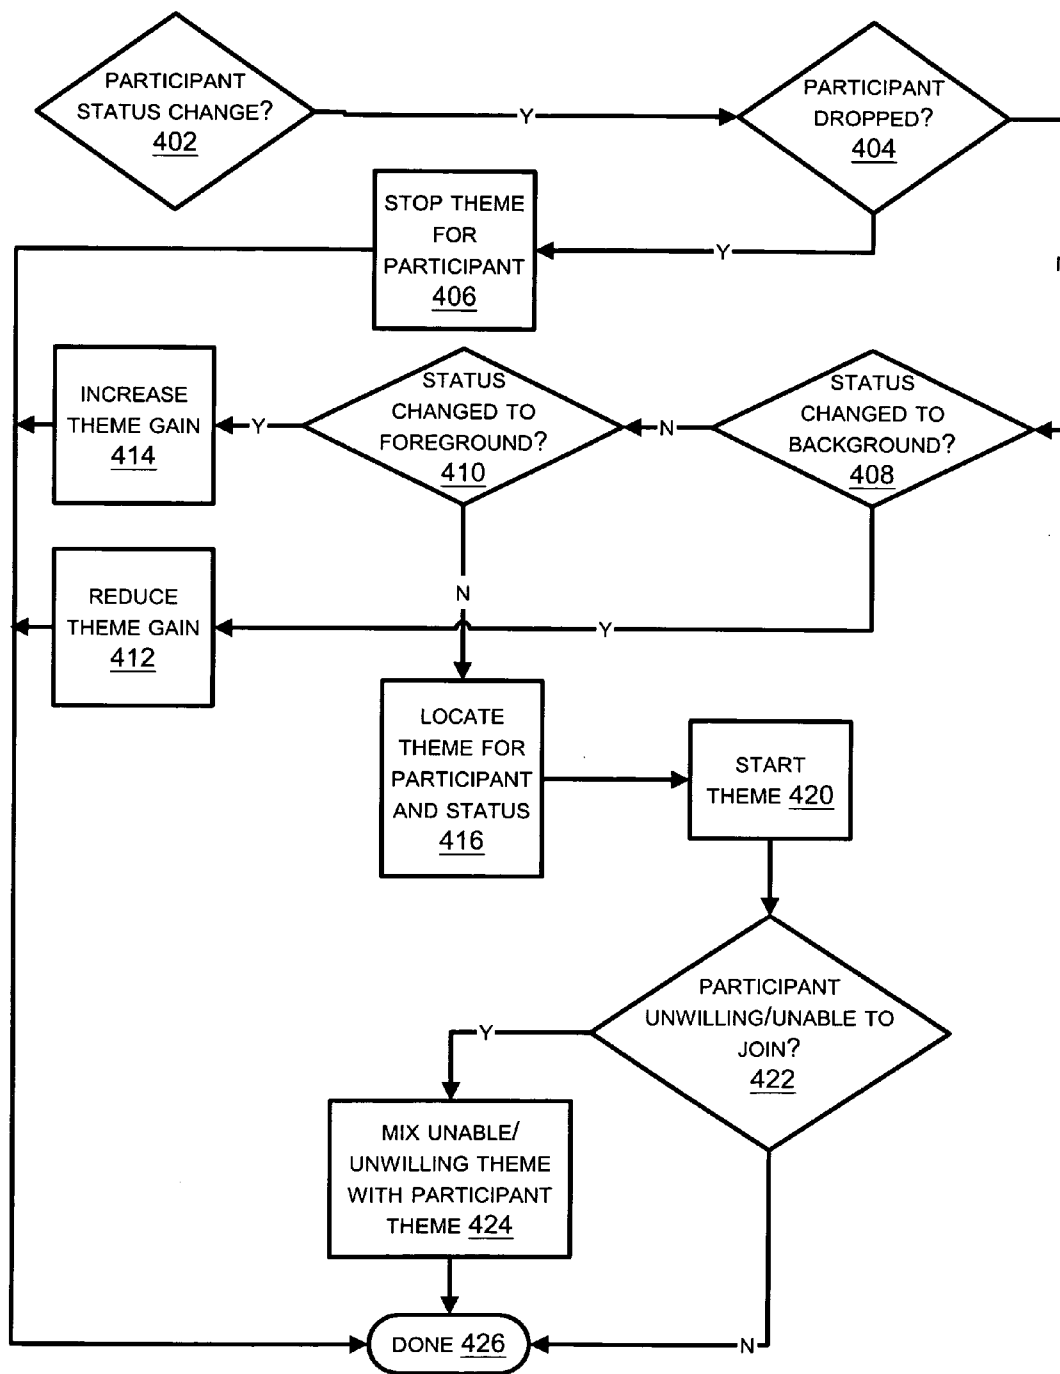 PARTICIPANT
STATUS CHANGE?
402
Y
PARTICIPANT
DROPPED?
404
STOP THEME
FOR
PARTICIPANT
406
Y
INCREASE
THEME GAIN
414
Y
STATUS
CHANGED TO
FOREGROUND?
410
N
STATUS
CHANGED TO
BACKGROUND?
408
N
REDUCE
THEME GAIN
412
Y
LOCATE
THEME FOR
PARTICIPANT
AND STATUS
416
START
THEME 420
PARTICIPANT
UNWILLING/UNABLE TO
JOIN?
422
Y
MIX UNABLE/
UNWILLING THEME
WITH PARTICIPANT
THEME 424
DONE 426
N